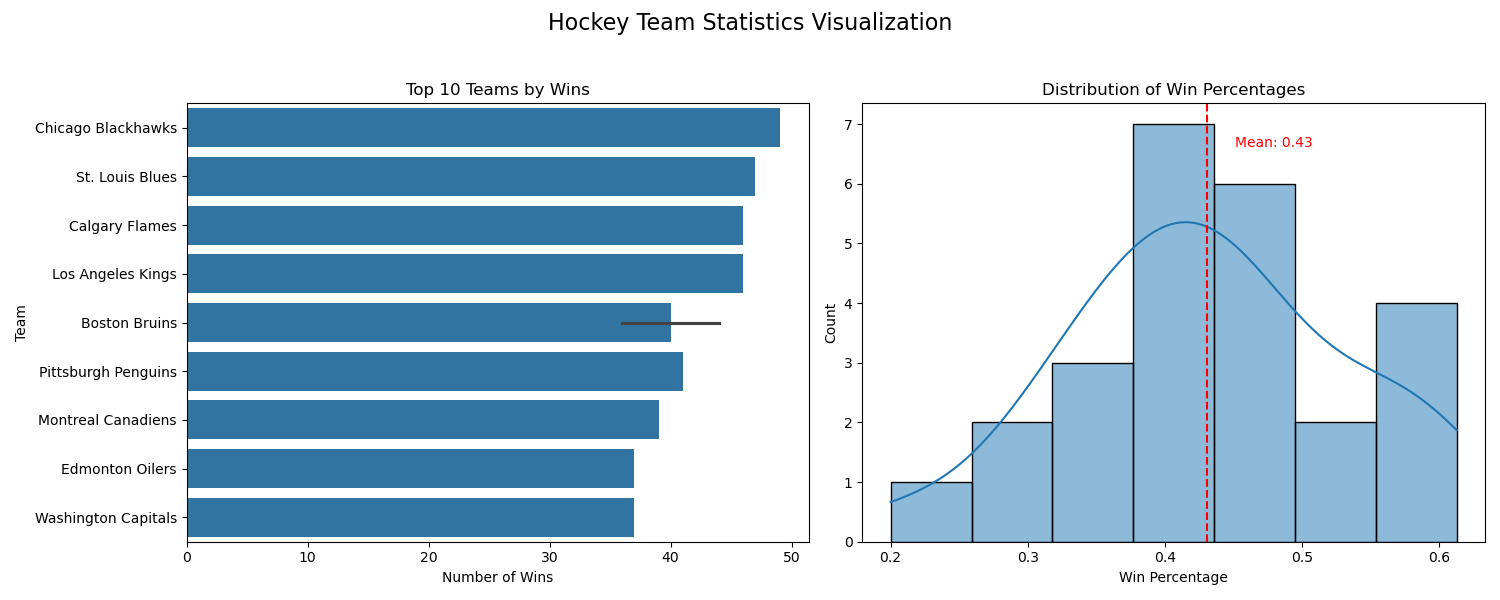 Hockey Team Statistics Visualization
Top 10 Teams by Wins
Team
Chicago Blackhawks
St. Louis Blues
Calgary Flames
Los Angeles Kings
Boston Bruins
Pittsburgh Penguins
Montreal Canadiens
Edmonton Oilers
Washington Capitals
0 10 20 30 40 50
Number of Wins
Distribution of Win Percentages
Count
7
6
5
4
3
2
1
0
Mean: 0.43
0.2 0.3 0.4 0.5 0.6
Win Percentage